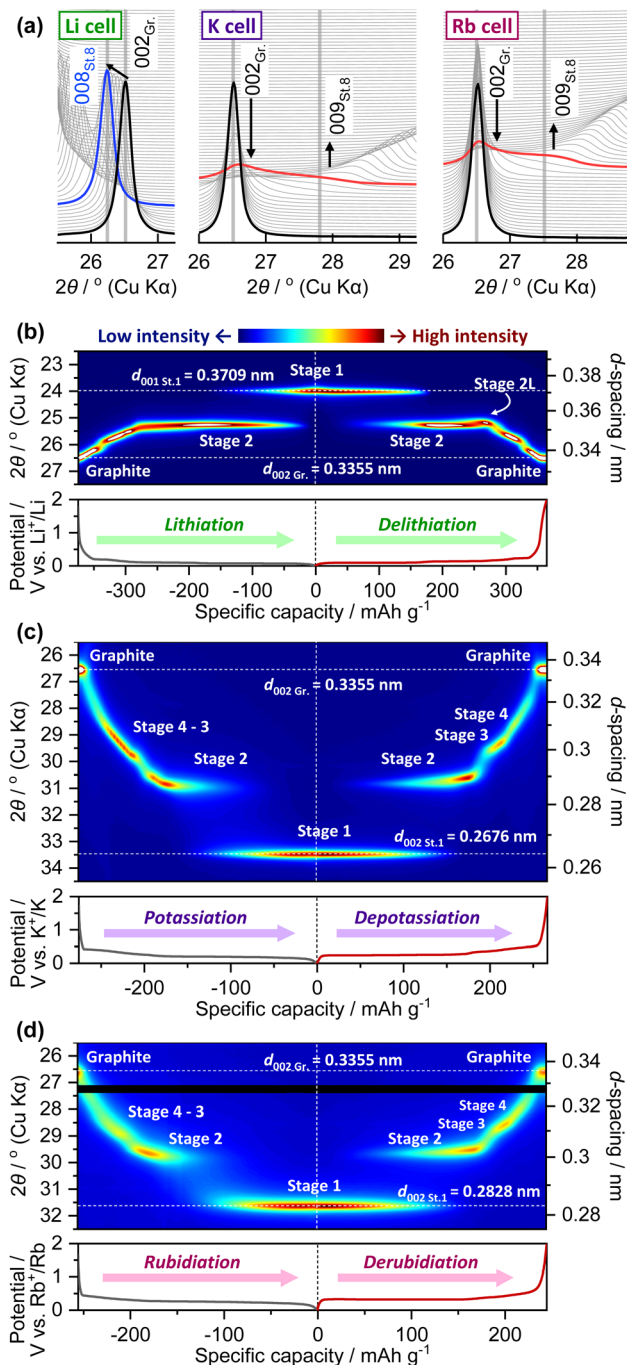 (a) Li cell K cell Rb cell
008St.8 002Gr. 002Gr. 009St.8 002Gr. 009St.8
26 27 26 27 28 29 26 27 28
2θ / ° (Cu Kα) 2θ / ° (Cu Kα) 2θ / ° (Cu Kα)
(b) Low intensity ← → High intensity
2θ / ° (Cu Kα)
23
24
25
26
27
d001 St.1 = 0.3709 nm
Stage 1
Stage 2L
Stage 2 Stage 2
Graphite Graphite
d002 Gr. = 0.3355 nm
0.38
0.36
0.34
d-spacing / nm
Potential /
V vs. Li+/Li
2
1
0
Lithiation Delithiation
-300 -200 -100 0 100 200 300
Specific capacity / mAh g-1
(c)
2θ / ° (Cu Kα)
26
27
28
29
30
31
32
33
34
Graphite Graphite
d002 Gr. = 0.3355 nm
Stage 4 - 3 Stage 4
Stage 3
Stage 2 Stage 2
Stage 1
d002 St.1 = 0.2676 nm
0.34
0.32
0.30
0.28
0.26
d-spacing / nm
Potential /
V vs. K+/K
2
1
0
Potassiation Depotassiation
-200 -100 0 100 200
Specific capacity / mAh g-1
(d)
2θ / ° (Cu Kα)
26
27
28
29
30
31
32
Graphite Graphite
d002 Gr. = 0.3355 nm
Stage 4 - 3 Stage 4
Stage 3
Stage 2 Stage 2
Stage 1
d002 St.1 = 0.2828 nm
0.34
0.32
0.30
0.28
d-spacing / nm
Potential /
V vs. Rb+/Rb
2
1
0
Rubidiation Derubidiation
-200 -100 0 100 200
Specific capacity / mAh g-1